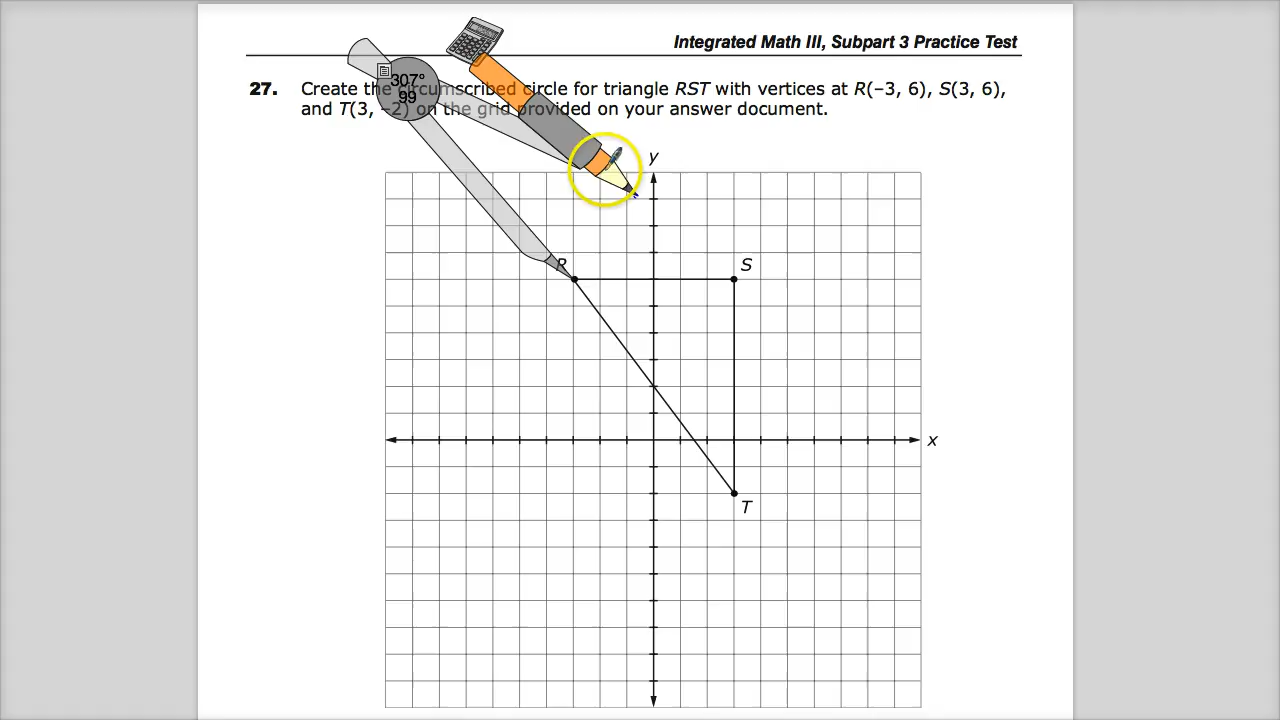 Integrated Math III, Subpart 3 Practice Test
27. Create the circumscribed circle for triangle RST with vertices at R(−3, 6), S(3, 6),
and T(3, −2) on the grid provided on your answer document.
307°
99
y
R
S
x
T